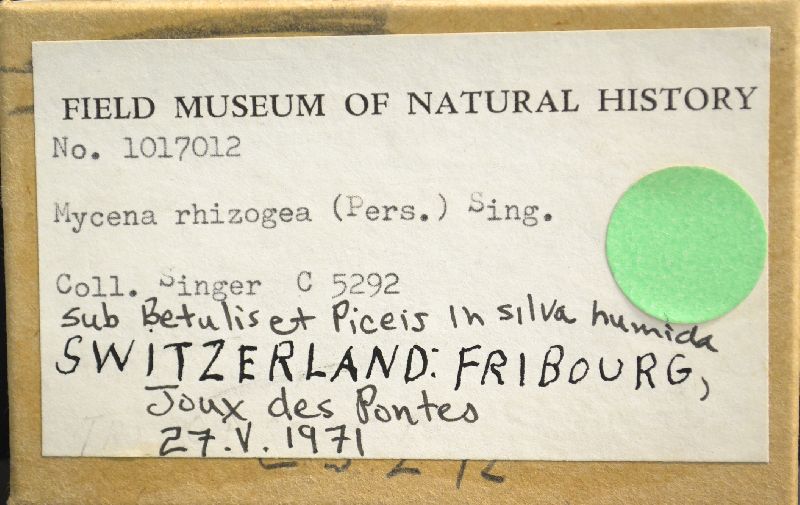 FIELD MUSEUM OF NATURAL HISTORY
No. 1017012
Mycena rhizogea (Pers.) Sing.
Coll. Singer C 5292
sub Betulis et Piceis in silva humida
SWITZERLAND: FRIBOURG,
Joux des Pontes
27.V.1971